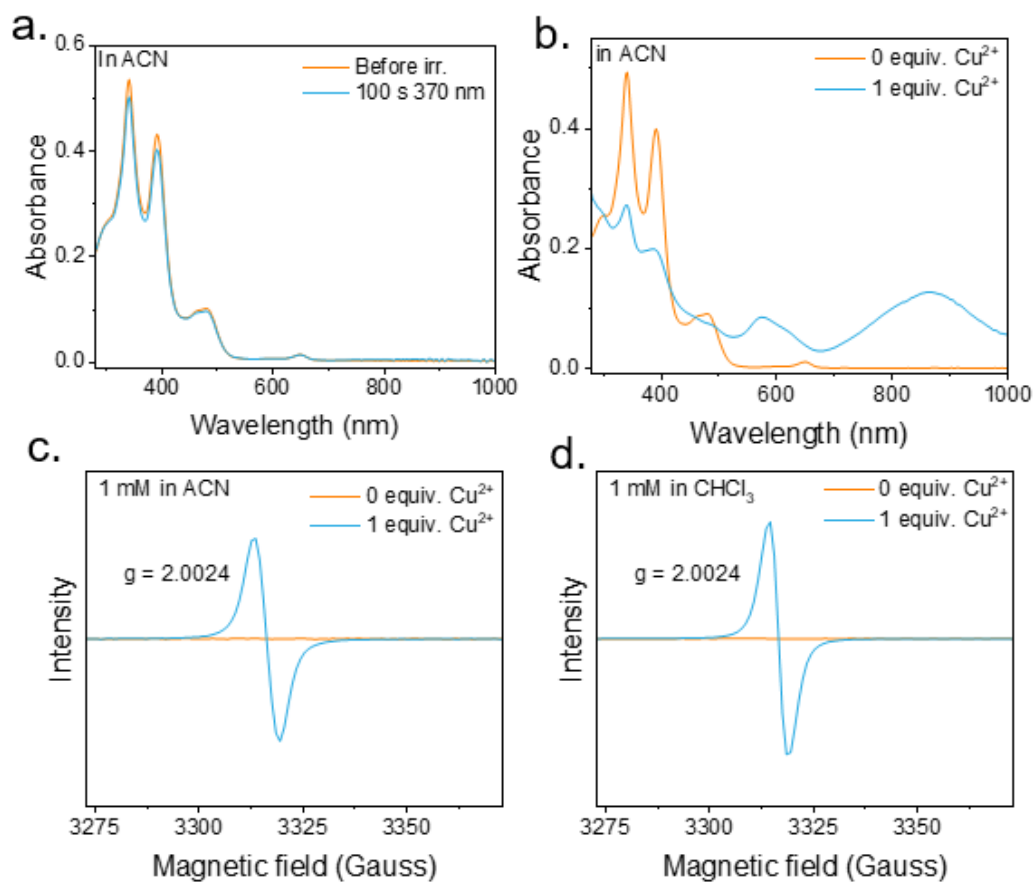 a.
In ACN
Before irr.
100 s 370 nm
Absorbance
0.6
0.4
0.2
0.0
400
600
800
1000
Wavelength (nm)
b.
in ACN
0 equiv. Cu²⁺
1 equiv. Cu²⁺
Absorbance
0.4
0.2
0.0
400
600
800
1000
Wavelength (nm)
c.
1 mM in ACN
0 equiv. Cu²⁺
1 equiv. Cu²⁺
g = 2.0024
Intensity
3275
3300
3325
3350
Magnetic field (Gauss)
d.
1 mM in CHCl₃
0 equiv. Cu²⁺
1 equiv. Cu²⁺
g = 2.0024
Intensity
3275
3300
3325
3350
Magnetic field (Gauss)